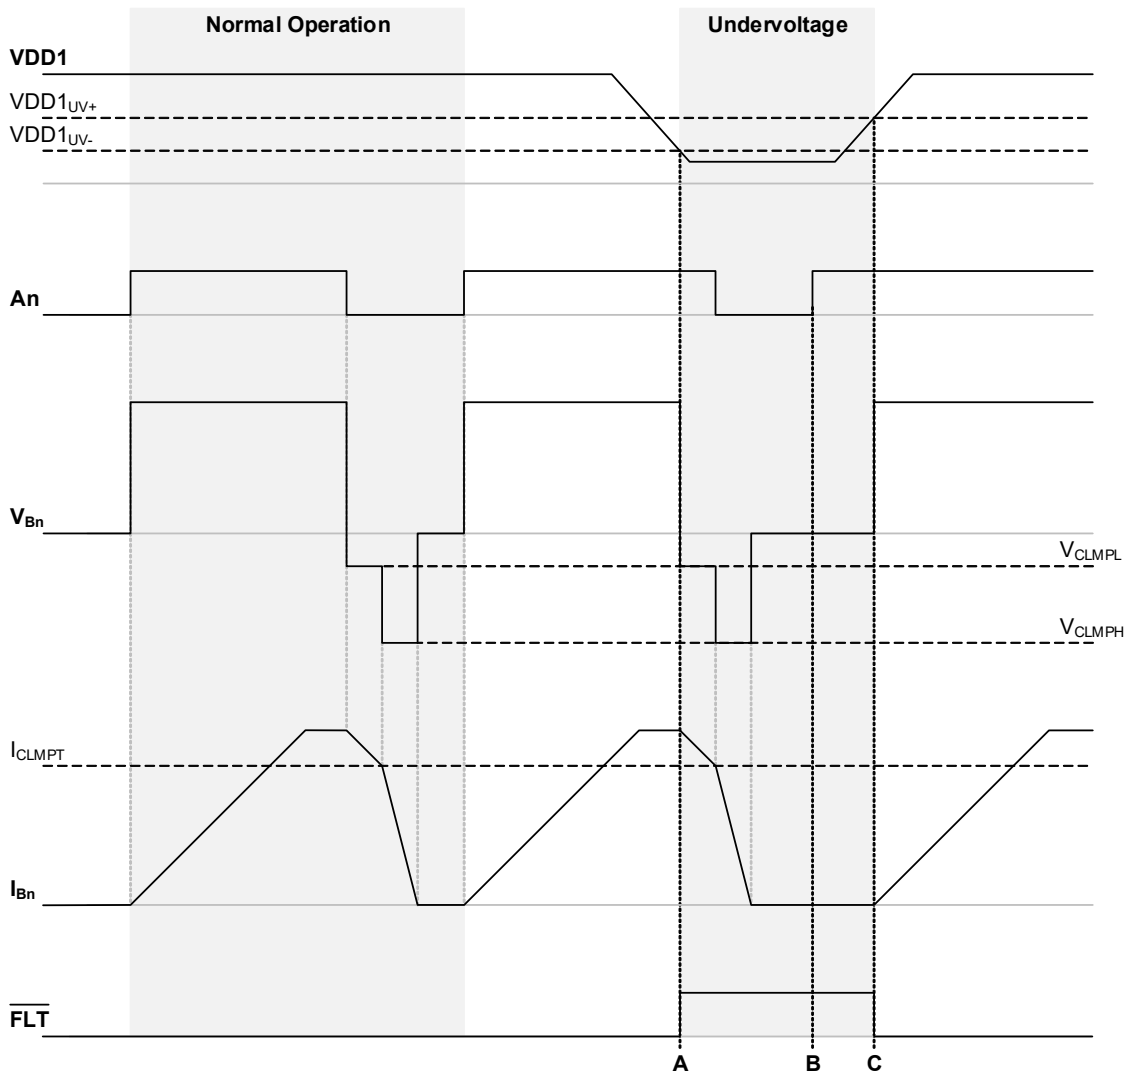 Normal Operation
Undervoltage
VDD1
VDD1UV+
VDD1UV-
An
VBn
VCLMPL
VCLMPH
ICLMPT
IBn
FLT
A B C